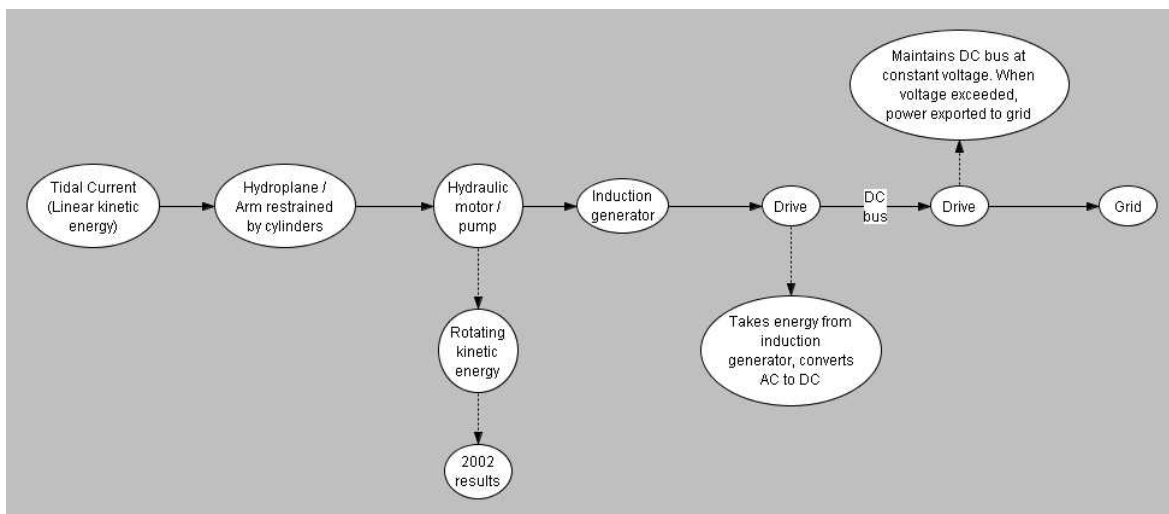 Maintains DC bus at
constant voltage. When
voltage exceeded,
power exported to grid
Tidal Current
(Linear kinetic
energy)
Hydroplane /
Arm restrained
by cylinders
Hydraulic
motor /
pump
Induction
generator
Drive
DC
bus
Drive
Grid
Rotating
kinetic
energy
Takes energy from
induction
generator, converts
AC to DC
2002
results